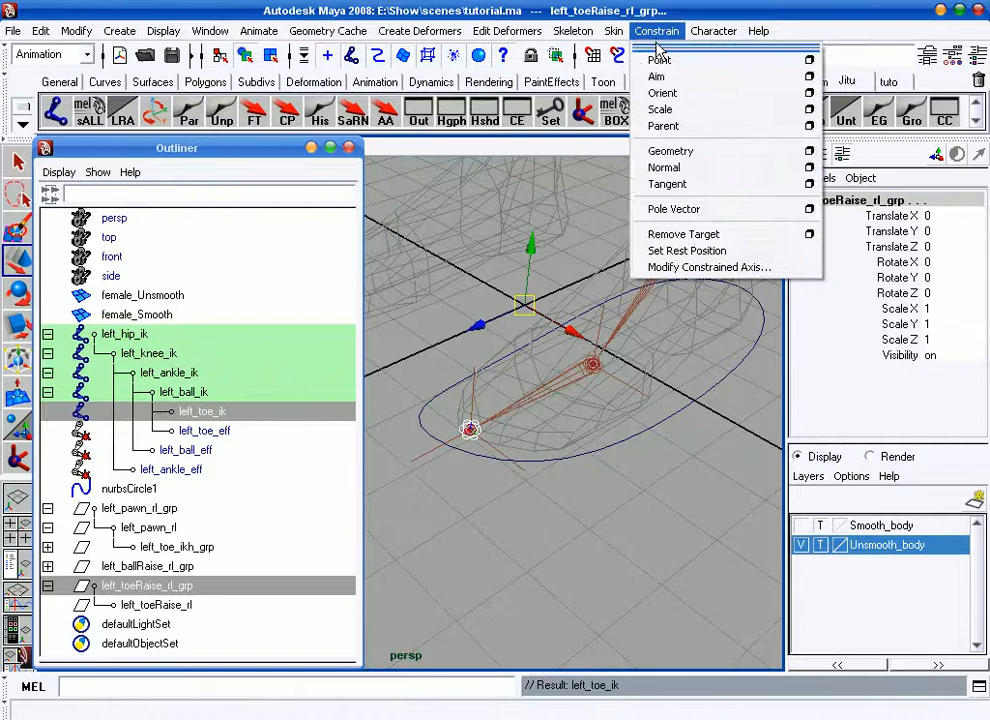 Autodesk Maya 2008: E:\Show\scenes\tutorial.ma --- left_toeRaise_rl_grp...
File Edit Modify Create Display Window Animate Geometry Cache Create Deformers Edit Deformers Skeleton Skin Constrain Character Help
Animation
General Curves Surfaces Polygons Subdivs Deformation Animation Dynamics Rendering PaintEffects Toon Jitu tuto
mel sALL LRA Par Unp FT CP His SaRN AA Out Hgph Hshd CE Set mel BOX Unt EG Gro CC
Point
Aim
Orient
Scale
Parent
Geometry
Normal
Tangent
Pole Vector
Remove Target
Set Rest Position
Modify Constrained Axis...
Outliner
Display Show Help
persp
top
front
side
female_Unsmooth
female_Smooth
left_hip_ik
left_knee_ik
left_ankle_ik
left_ball_ik
left_toe_ik
left_toe_eff
left_ball_eff
left_ankle_eff
nurbsCircle1
left_pawn_rl_grp
left_pawn_rl
left_toe_ikh_grp
left_ballRaise_rl_grp
left_toeRaise_rl_grp
left_toeRaise_rl
defaultLightSet
defaultObjectSet
persp
els Object
toeRaise_rl_grp . . .
Translate X 0
Translate Y 0
Translate Z 0
Rotate X 0
Rotate Y 0
Rotate Z 0
Scale X 1
Scale Y 1
Scale Z 1
Visibility on
Display Render
Layers Options Help
T Smooth_body
V T Unsmooth_body
<< >>
MEL // Result: left_toe_ik